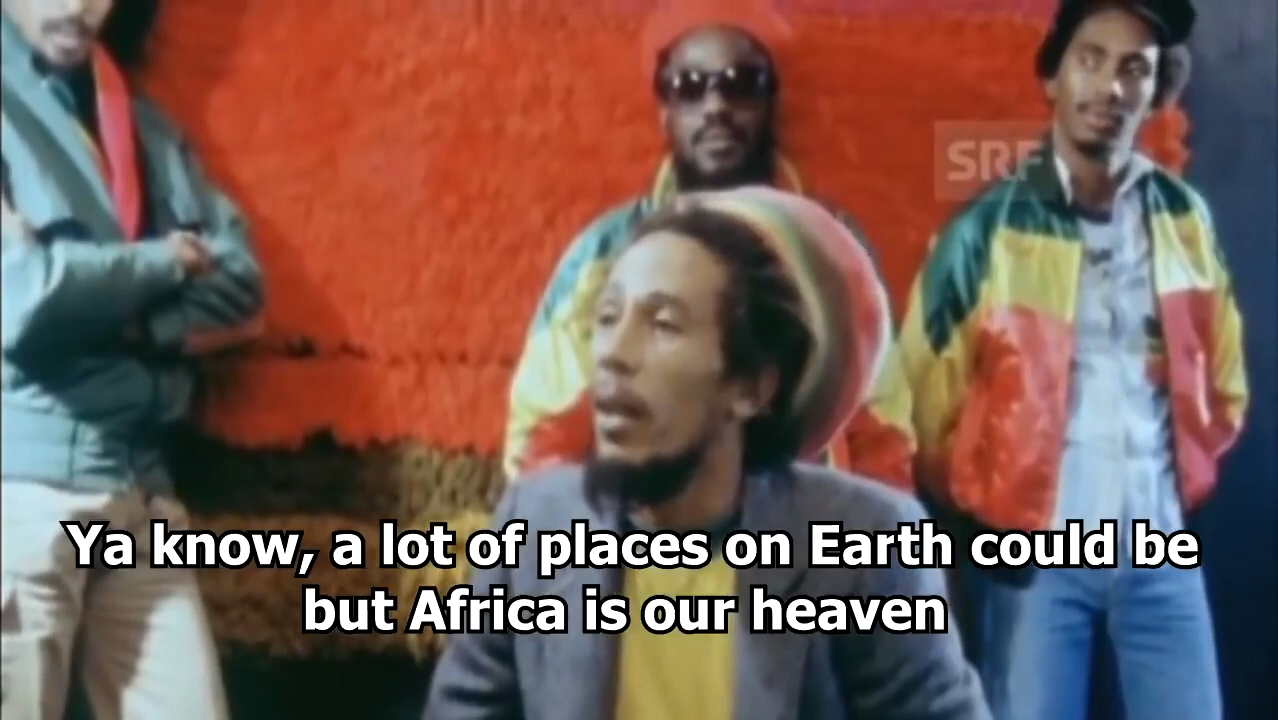 SRF
Ya know, a lot of places on Earth could be
but Africa is our heaven